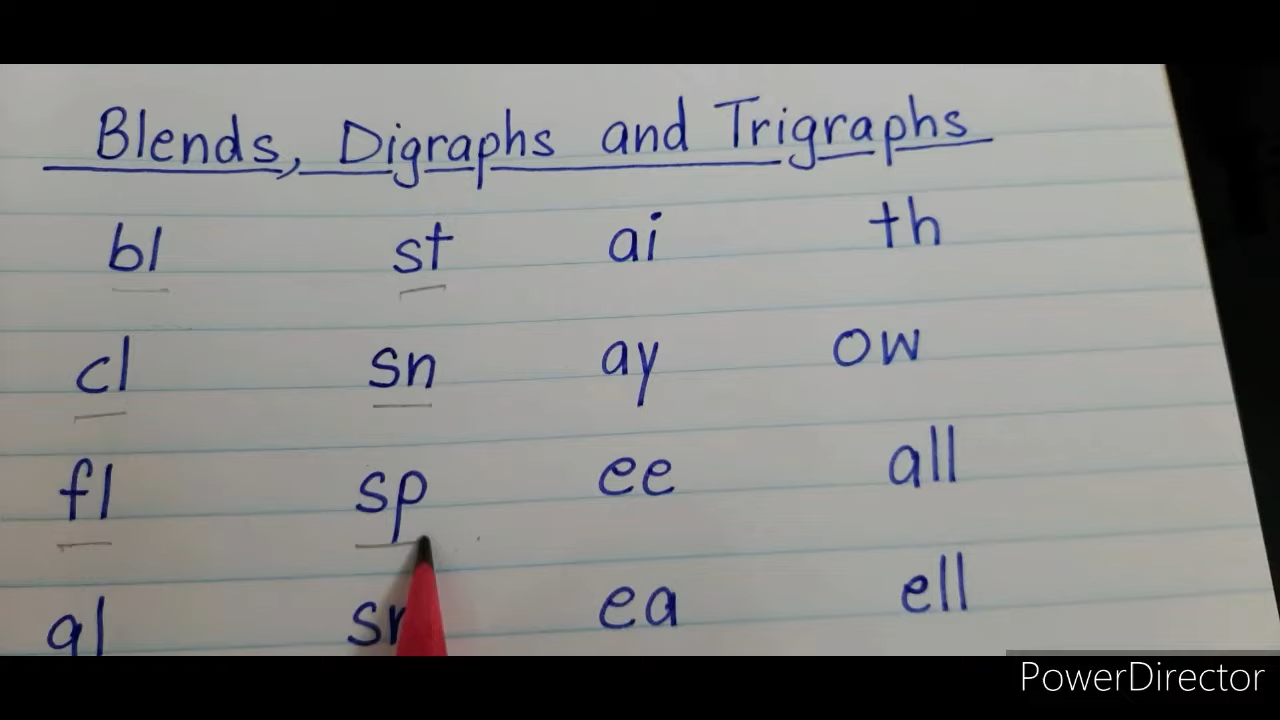 Blends, Digraphs and Trigraphs
bl st ai th
cl sn ay ow
fl sp ee all
ea ell
PowerDirector